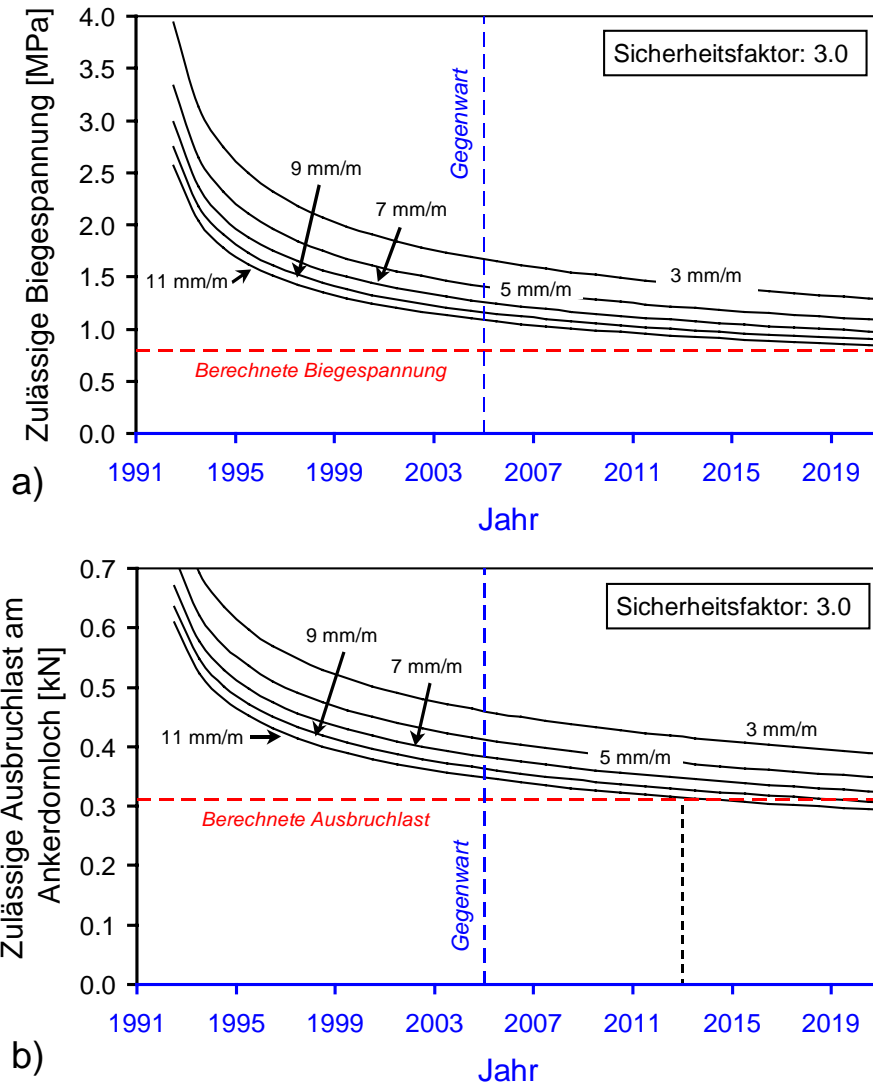 Zulässige Biegespannung [MPa]
4.0
3.5
3.0
2.5
2.0
1.5
1.0
0.5
0.0
Sicherheitsfaktor: 3.0
Gegenwart
9 mm/m
7 mm/m
11 mm/m
5 mm/m
3 mm/m
Berechnete Biegespannung
1991 1995 1999 2003 2007 2011 2015 2019
a)
Jahr
Zulässige Ausbruchlast am
Ankerdornloch [kN]
0.7
0.6
0.5
0.4
0.3
0.2
0.1
0.0
Sicherheitsfaktor: 3.0
9 mm/m
7 mm/m
11 mm/m
3 mm/m
5 mm/m
Berechnete Ausbruchlast
Gegenwart
1991 1995 1999 2003 2007 2011 2015 2019
b)
Jahr